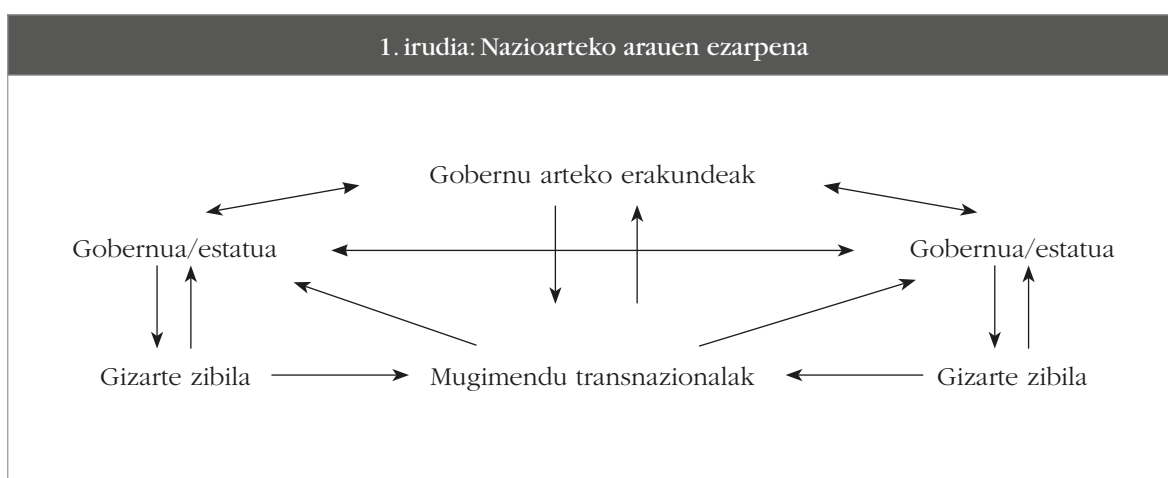 1. irudia: Nazioarteko arauen ezarpena
Gobernu arteko erakundeak
Gobernua/estatua
Gobernua/estatua
Gizarte zibila
Mugimendu transnazionalak
Gizarte zibila